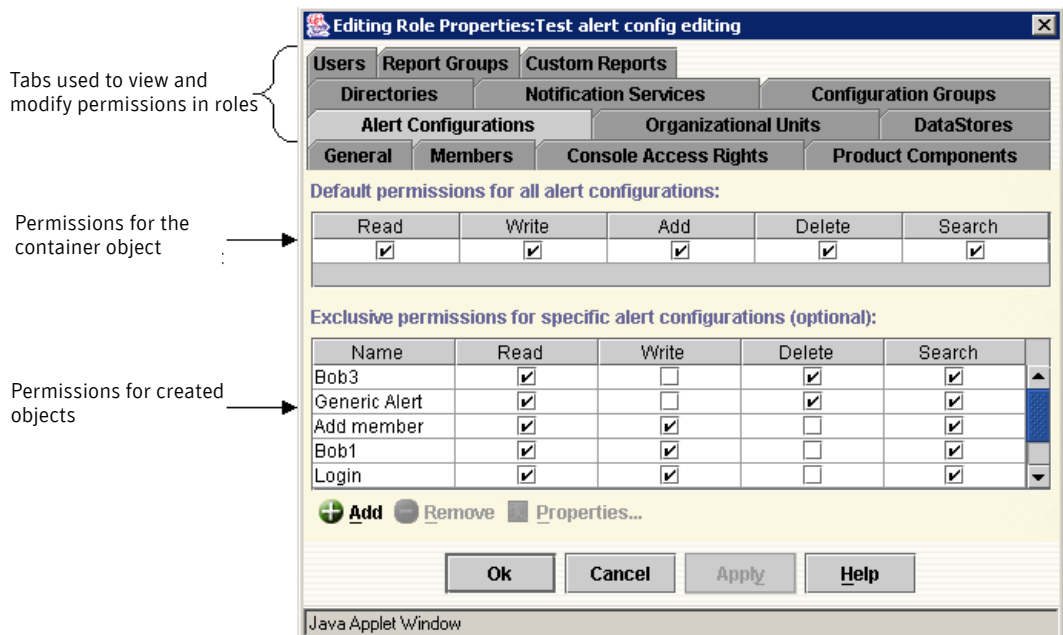 Editing Role Properties:Test alert config editing
Tabs used to view and
modify permissions in roles
Users Report Groups Custom Reports
Directories Notification Services Configuration Groups
Alert Configurations Organizational Units DataStores
General Members Console Access Rights Product Components
Default permissions for all alert configurations:
Permissions for the
container object
:
Read Write Add Delete Search
Exclusive permissions for specific alert configurations (optional):
Name Read Write Delete Search
Bob3
Generic Alert
Add member
Bob1
Login
Permissions for created
objects
Add Remove Properties...
Ok Cancel Apply Help
Java Applet Window